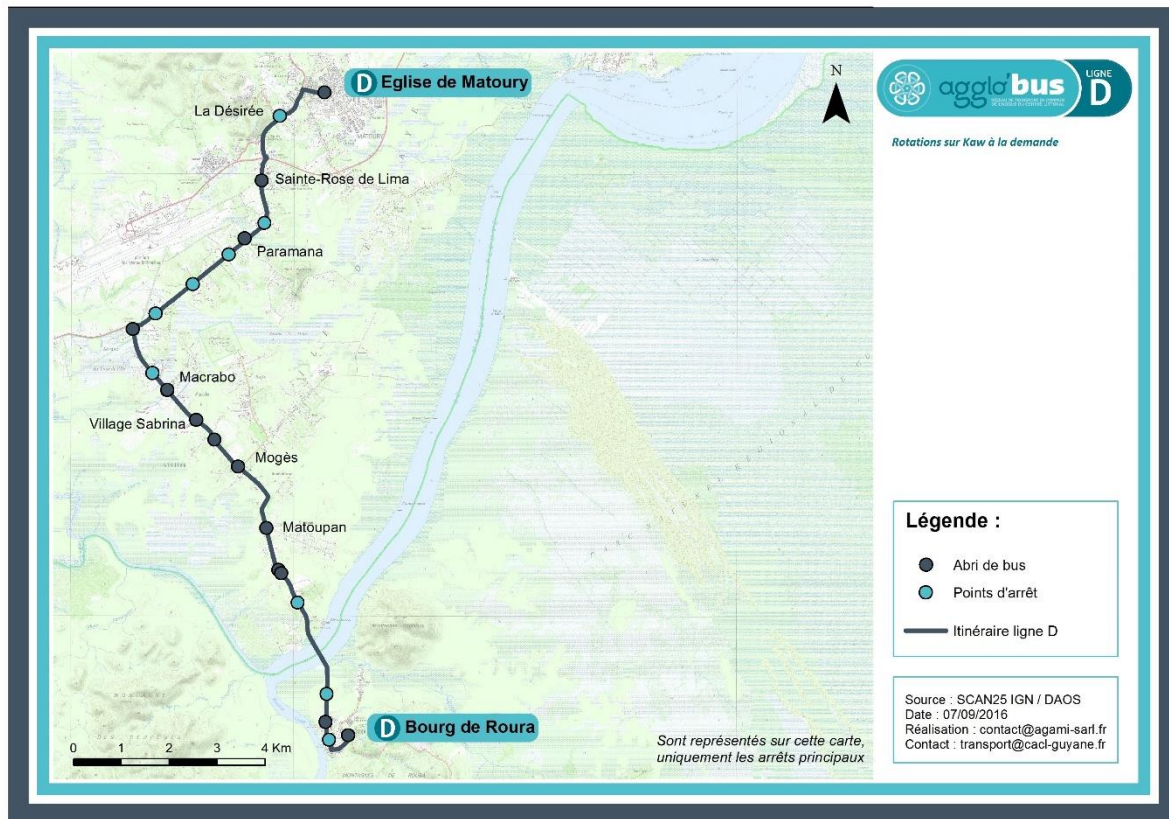 D Eglise de Matoury
La Désirée
Sainte-Rose de Lima
Paramana
Macrabo
Village Sabrina
Mogès
Matoupan
D Bourg de Roura
0 1 2 3 4 Km
Sont représentés sur cette carte,
uniquement les arrêts principaux
N
agglo'bus
LIGNE
D
Rotations sur Kaw à la demande
Légende :
Abri de bus
Points d'arrêt
Itinéraire ligne D
Source : SCAN25 IGN / DAOS
Date : 07/09/2016
Réalisation : contact@agami-sarl.fr
Contact : transport@cacl-guyane.fr
MATOURY